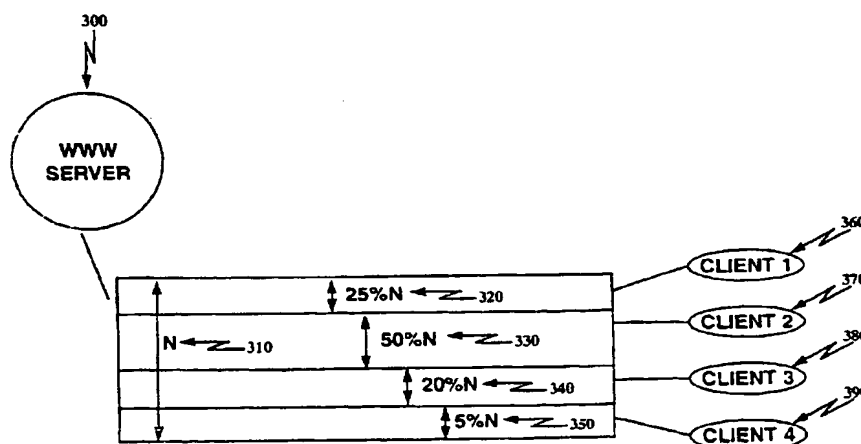 300
WWW
SERVER
360
CLIENT 1
25%N
320
370
CLIENT 2
N
310
50%N
330
380
CLIENT 3
20%N
340
390
CLIENT 4
5%N
350